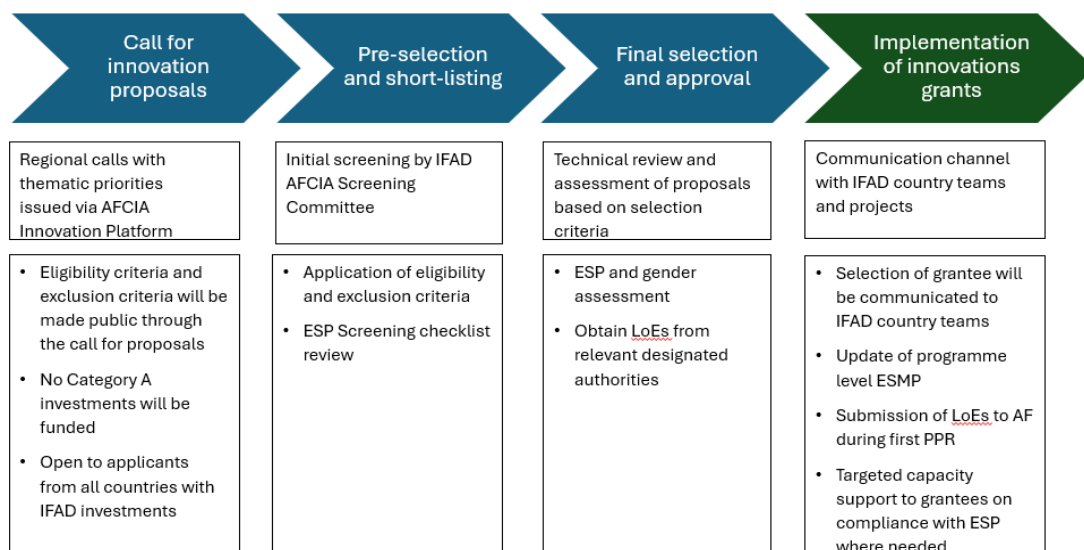 Call for
innovation
proposals
Pre-selection
and short-listing
Final selection
and approval
Implementation
of innovations
grants
Regional calls with
thematic priorities
issued via AFCIA
Innovation Platform
Initial screening by IFAD
AFCIA Screening
Committee
Technical review and
assessment of proposals
based on selection
criteria
Communication channel
with IFAD country teams
and projects
• Eligibility criteria and
exclusion criteria will be
made public through
the call for proposals
• No Category A
investments will be
funded
• Open to applicants
from all countries with
IFAD investments
• Application of eligibility
and exclusion criteria
• ESP Screening checklist
review
• ESP and gender
assessment
• Obtain LoEs from
relevant designated
authorities
• Selection of grantee will
be communicated to
IFAD country teams
• Update of programme
level ESMP
• Submission of LoEs to AF
during first PPR
• Targeted capacity
support to grantees on
compliance with ESP
where needed